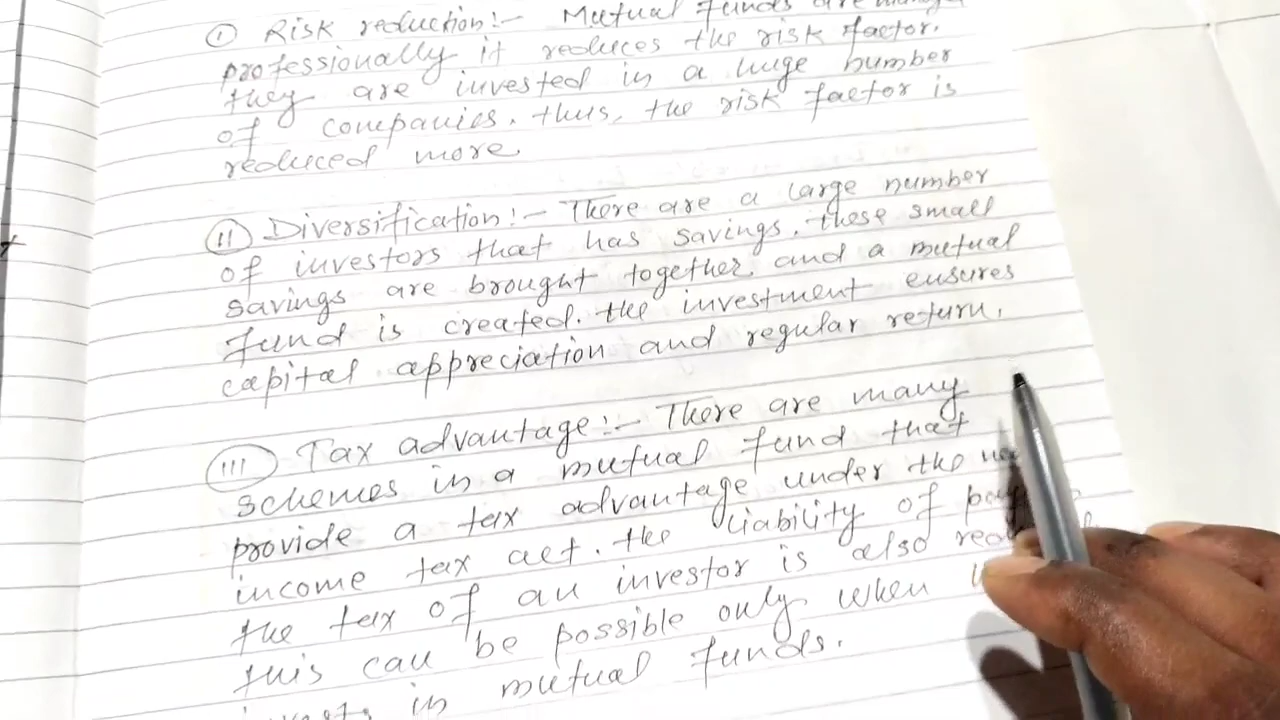 ① Risk reduction:- Mutual funds are
professionally it reduces the risk factor.
they are invested in a huge number
of companies. thus, the risk factor is
reduced more.
(II) Diversification:- There are a large number
of investors that has savings. these small
savings are brought together and a mutual
fund is created. the investment ensures
capital appreciation and regular return.
(III) Tax advantage:- There are many
schemes in a mutual fund that
provide a tax advantage under the
income tax act. the liability of
the tax of an investor is also
this can be possible only when
in mutual funds.